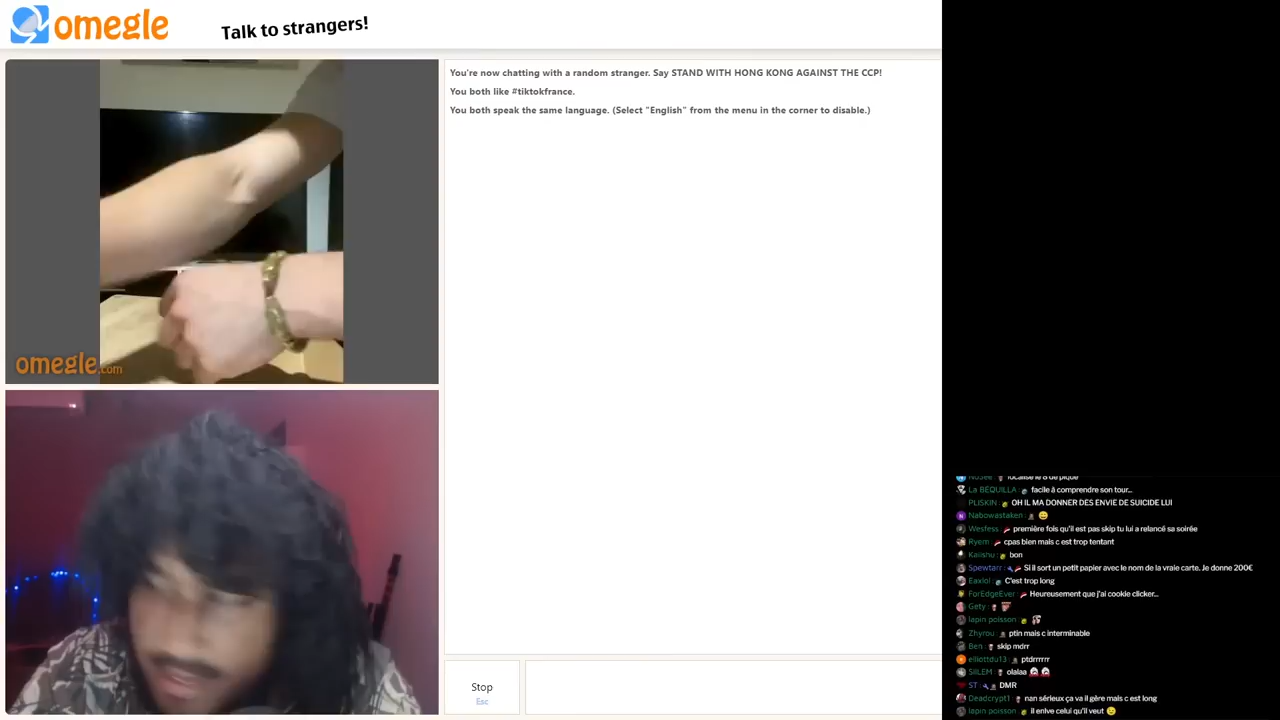 omegle
Talk to strangers!
You're now chatting with a random stranger. Say STAND WITH HONG KONG AGAINST THE CCP!
You both like #tiktokfrance.
You both speak the same language. (Select "English" from the menu in the corner to disable.)
omegle.com
Stop
Esc
La BÉQUILLA : facile à comprendre son tour...
PLISKIN : OH IL MA DONNER DES ENVIE DE SUICIDE LUI
Nabowastaken :
Wesfess : première fois qu'il est pas skip tu lui a relancé sa soirée
Ryem : cpas bien mais c est trop tentant
Kaiishu : bon
Spewtarr : Si il sort un petit papier avec le nom de la vraie carte. Je donne 200€
Eaxlol : C'est trop long
ForEdgeEver : Heureusement que j'ai cookie clicker...
Gety :
lapin poisson
Zhyrou : ptin mais c interminable
Ben : skip mdrr
elliottdu13 : ptdrrrrrr
SIILEM : olalaa
ST : DMR
Deadcrypt1 : nan sérieux ça va il gère mais c est long
lapin poisson il enlve celui qu'il veut